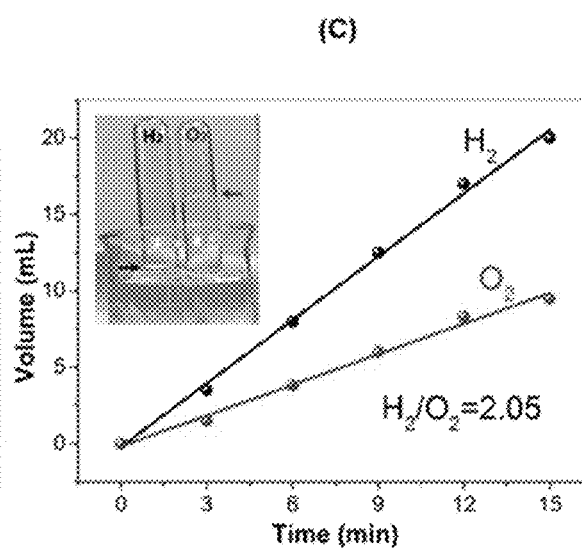 (C)
H₂ O₂
H₂
O₂
H₂/O₂=2.05
Volume (mL)
20
15
10
5
0
0 3 6 9 12 15
Time (min)